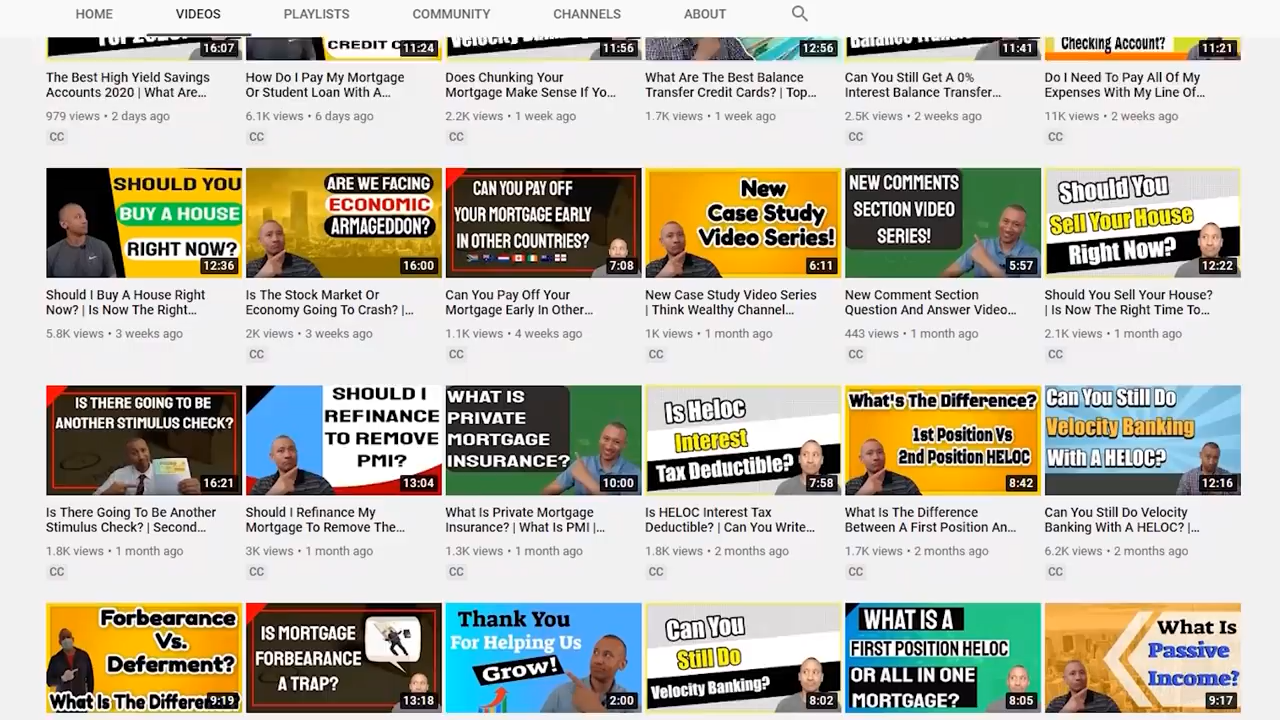 HOME VIDEOS PLAYLISTS COMMUNITY CHANNELS ABOUT
16:07
CREDIT
11:24
11:56
12:56
11:41
Checking Account?
11:21
The Best High Yield Savings
Accounts 2020 | What Are...
979 views • 2 days ago
CC
How Do I Pay My Mortgage
Or Student Loan With A...
6.1K views • 6 days ago
CC
Does Chunking Your
Mortgage Make Sense If Yo...
2.2K views • 1 week ago
CC
What Are The Best Balance
Transfer Credit Cards? | Top...
1.7K views • 1 week ago
Can You Still Get A 0%
Interest Balance Transfer...
2.5K views • 2 weeks ago
CC
Do I Need To Pay All Of My
Expenses With My Line Of...
11K views • 2 weeks ago
CC
SHOULD YOU
BUY A HOUSE
RIGHT NOW?
12:36
Should I Buy A House Right
Now? | Is Now The Right...
5.8K views • 3 weeks ago
ARE WE FACING
ECONOMIC
ARMAGEDDON?
16:00
Is The Stock Market Or
Economy Going To Crash? |...
2K views • 3 weeks ago
CC
CAN YOU PAY OFF
YOUR MORTGAGE EARLY
IN OTHER COUNTRIES?
7:08
Can You Pay Off Your
Mortgage Early In Other...
1.1K views • 4 weeks ago
CC
New
Case Study
Video Series!
6:11
New Case Study Video Series
| Think Wealthy Channel...
1K views • 1 month ago
CC
NEW COMMENTS
SECTION VIDEO
SERIES!
5:57
New Comment Section
Question And Answer Video...
443 views • 1 month ago
CC
Should You
Sell Your House
Right Now?
12:22
Should You Sell Your House?
| Is Now The Right Time To...
2.1K views • 1 month ago
CC
IS THERE GOING TO BE
ANOTHER STIMULUS CHECK?
16:21
Is There Going To Be Another
Stimulus Check? | Second...
1.8K views • 1 month ago
CC
SHOULD I
REFINANCE
TO REMOVE
PMI?
13:04
Should I Refinance My
Mortgage To Remove The...
3K views • 1 month ago
CC
WHAT IS
PRIVATE
MORTGAGE
INSURANCE?
10:00
What Is Private Mortgage
Insurance? | What Is PMI |...
1.3K views • 1 month ago
CC
Is Heloc
Interest
Tax Deductible?
7:58
Is HELOC Interest Tax
Deductible? | Can You Write...
1.8K views • 2 months ago
CC
What's The Difference?
1st Position Vs
2nd Position HELOC
8:42
What Is The Difference
Between A First Position An...
1.7K views • 2 months ago
CC
Can You Still Do
Velocity Banking
With A HELOC?
12:16
Can You Still Do Velocity
Banking With A HELOC? |...
6.2K views • 2 months ago
CC
Forbearance
Vs.
Deferment?
What Is The
9:19
IS MORTGAGE
FORBEARANCE
A TRAP?
13:18
Thank You
For Helping Us
Grow!
2:00
Can You
Still Do
Velocity Banking?
8:02
WHAT IS A
FIRST POSITION HELOC
OR ALL IN ONE
MORTGAGE?
8:05
What Is
Passive
Income?
9:17